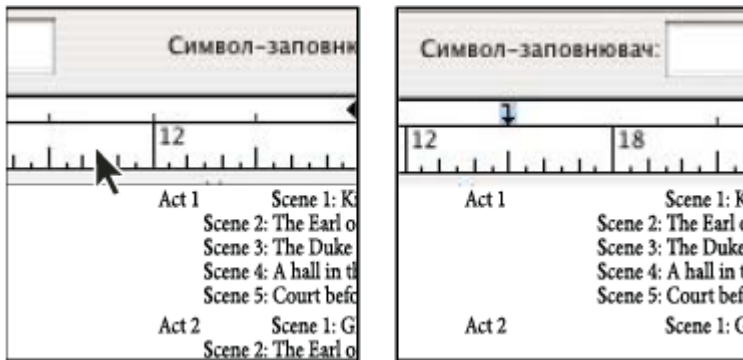 Символ-заповнк
12
Act 1 Scene 1: K
Scene 2: The Earl o
Scene 3: The Duke
Scene 4: A hall in tl
Scene 5: Court befo
Act 2 Scene 1: G
Scene 2: The Earl o
Символ-заповнювач:
12 18
Act 1 Scene 1: K
Scene 2: The Earl o
Scene 3: The Duke
Scene 4: A hall in t
Scene 5: Court bef
Act 2 Scene 1: G